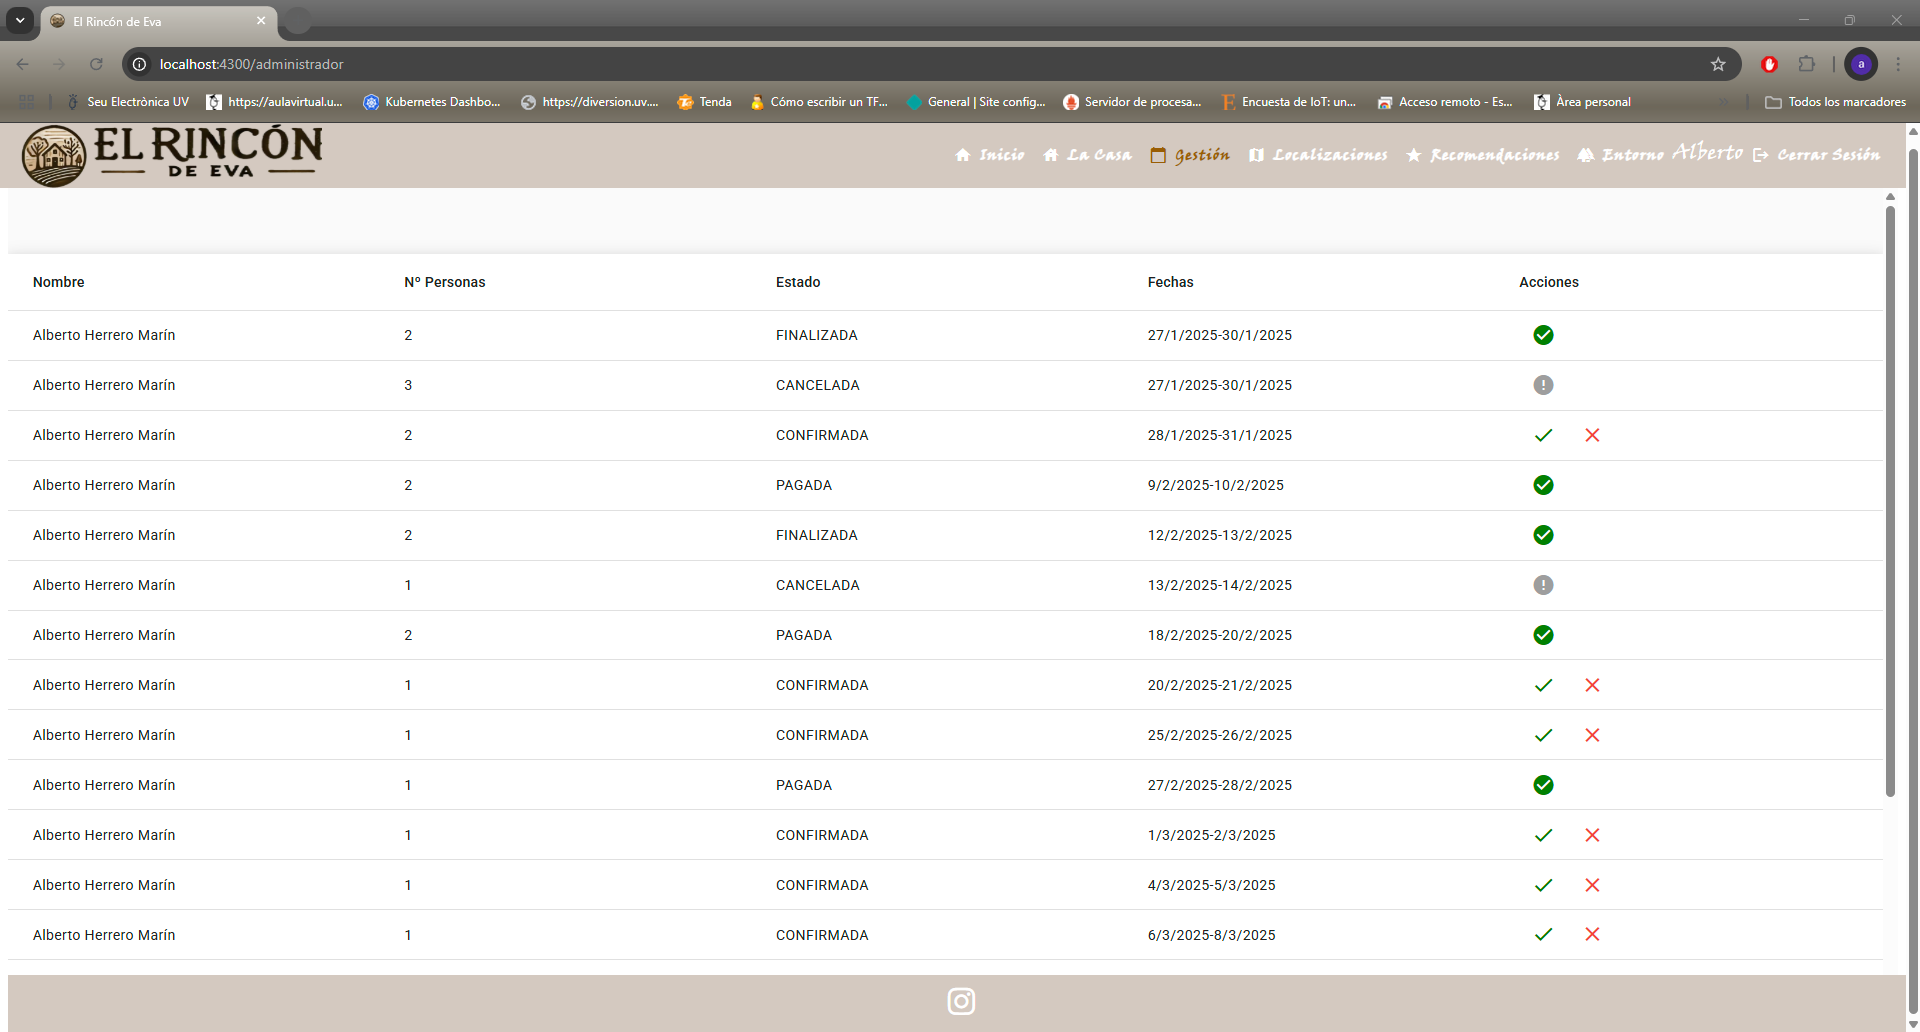 El Rincón de Eva
localhost:4300/administrador
a
Seu Electrònica UV https://aulavirtual.u... Kubernetes Dashbo... https://diversion.uv.... Tenda Cómo escribir un TF... General | Site config... Servidor de procesa... Encuesta de IoT: un... Acceso remoto - Es... Àrea personal Todos los marcadores
EL RINCÓN
DE EVA
Inicio La Casa Gestión Localizaciones Recomendaciones Entorno Alberto Cerrar Sesión
Nombre Nº Personas Estado Fechas Acciones
Alberto Herrero Marín 2 FINALIZADA 27/1/2025-30/1/2025
Alberto Herrero Marín 3 CANCELADA 27/1/2025-30/1/2025
Alberto Herrero Marín 2 CONFIRMADA 28/1/2025-31/1/2025
Alberto Herrero Marín 2 PAGADA 9/2/2025-10/2/2025
Alberto Herrero Marín 2 FINALIZADA 12/2/2025-13/2/2025
Alberto Herrero Marín 1 CANCELADA 13/2/2025-14/2/2025
Alberto Herrero Marín 2 PAGADA 18/2/2025-20/2/2025
Alberto Herrero Marín 1 CONFIRMADA 20/2/2025-21/2/2025
Alberto Herrero Marín 1 CONFIRMADA 25/2/2025-26/2/2025
Alberto Herrero Marín 1 PAGADA 27/2/2025-28/2/2025
Alberto Herrero Marín 1 CONFIRMADA 1/3/2025-2/3/2025
Alberto Herrero Marín 1 CONFIRMADA 4/3/2025-5/3/2025
Alberto Herrero Marín 1 CONFIRMADA 6/3/2025-8/3/2025